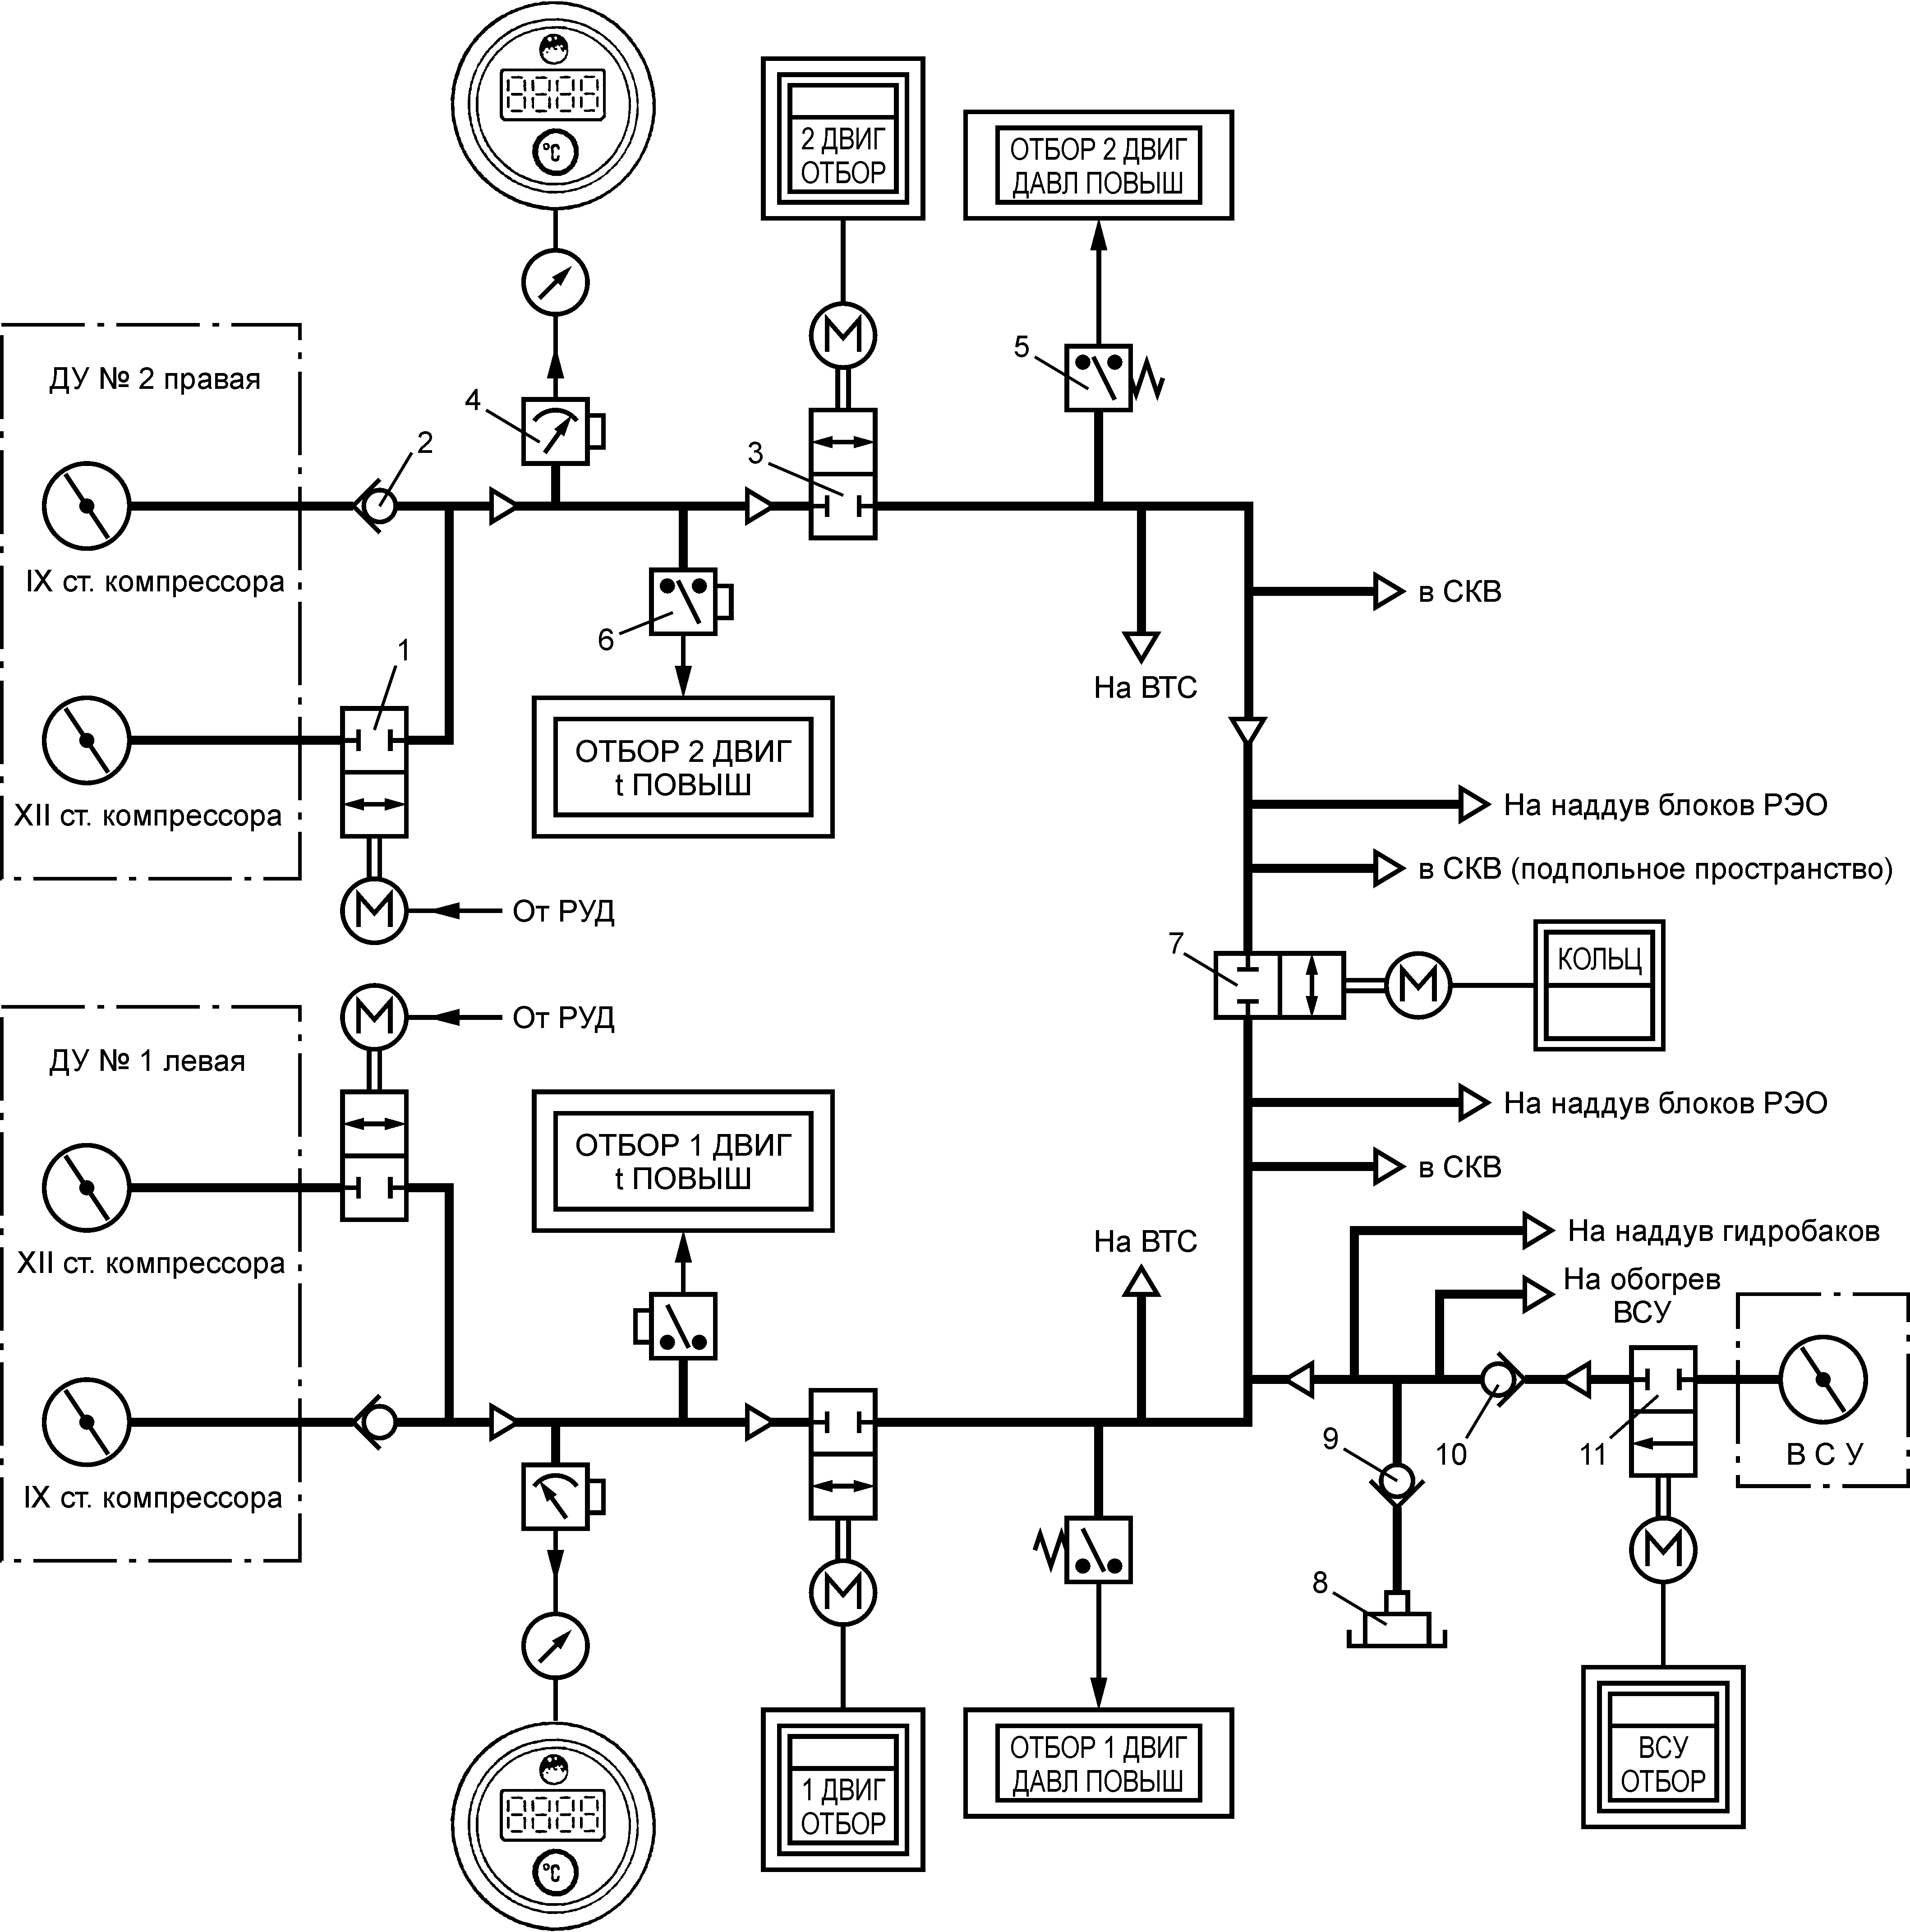 °C
2 ДВИГ
ОТБОР
ОТБОР 2 ДВИГ
ДАВЛ ПОВЫШ
5
ДУ № 2 правая
4
2
3
IX ст. компрессора
в СКВ
6
1
На ВТС
ОТБОР 2 ДВИГ
t ПОВЫШ
XII ст. компрессора
На наддув блоков РЭО
в СКВ (подпольное пространство)
М
От РУД
7
М
КОЛЬЦ
М
От РУД
ДУ № 1 левая
На наддув блоков РЭО
ОТБОР 1 ДВИГ
t ПОВЫШ
в СКВ
XII ст. компрессора
На ВТС
На наддув гидробаков
На обогрев
ВСУ
9
10
11
В С У
IX ст. компрессора
М
М
М
8
ВСУ
ОТБОР
ОТБОР 1 ДВИГ
ДАВЛ ПОВЫШ
1 ДВИГ
ОТБОР
°C